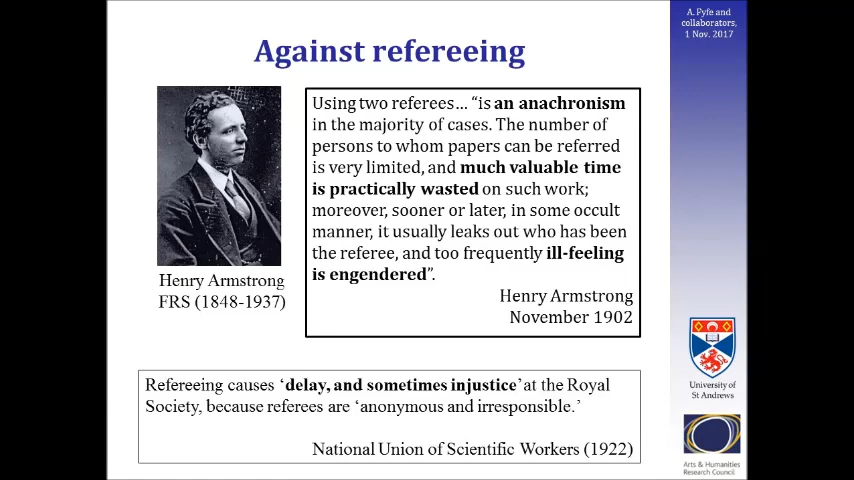 A. Fyfe and
collaborators,
1 Nov. 2017
Against refereeing
Using two referees... “is an anachronism
in the majority of cases. The number of
persons to whom papers can be referred
is very limited, and much valuable time
is practically wasted on such work;
moreover, sooner or later, in some occult
manner, it usually leaks out who has been
the referee, and too frequently ill-feeling
is engendered”.
Henry Armstrong
November 1902
Henry Armstrong
FRS (1848-1937)
Refereeing causes ‘delay, and sometimes injustice’ at the Royal
Society, because referees are ‘anonymous and irresponsible.’
National Union of Scientific Workers (1922)
University of
St Andrews
Arts & Humanities
Research Council